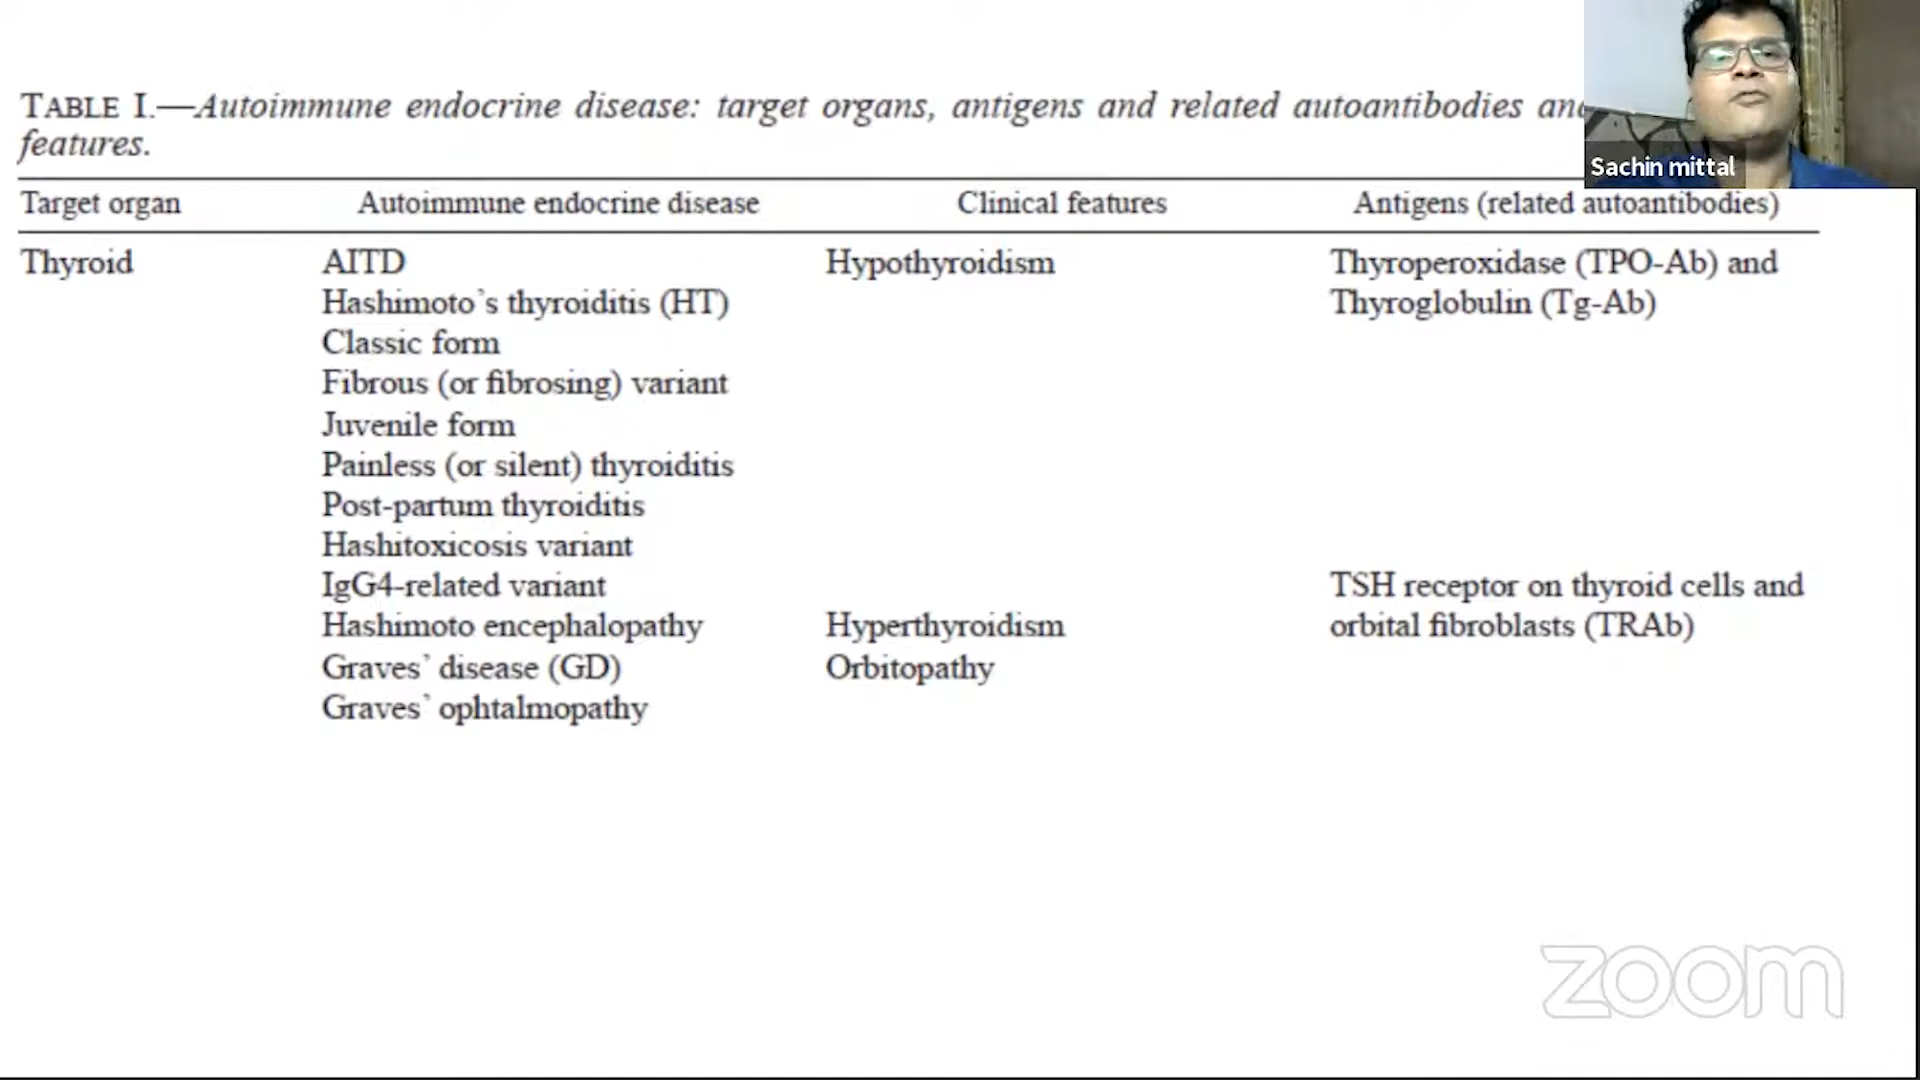 TABLE I.—Autoimmune endocrine disease: target organs, antigens and related autoantibodies
features.
Sachin mittal
Target organ Autoimmune endocrine disease Clinical features Antigens (related autoantibodies)
Thyroid AITD Hypothyroidism Thyroperoxidase (TPO-Ab) and
Hashimoto`s thyroiditis (HT) Thyroglobulin (Tg-Ab)
Classic form
Fibrous (or fibrosing) variant
Juvenile form
Painless (or silent) thyroiditis
Post-partum thyroiditis
Hashitoxicosis variant
IgG4-related variant TSH receptor on thyroid cells and
Hashimoto encephalopathy Hyperthyroidism orbital fibroblasts (TRAb)
Graves` disease (GD) Orbitopathy
Graves` ophtalmopathy
zoom